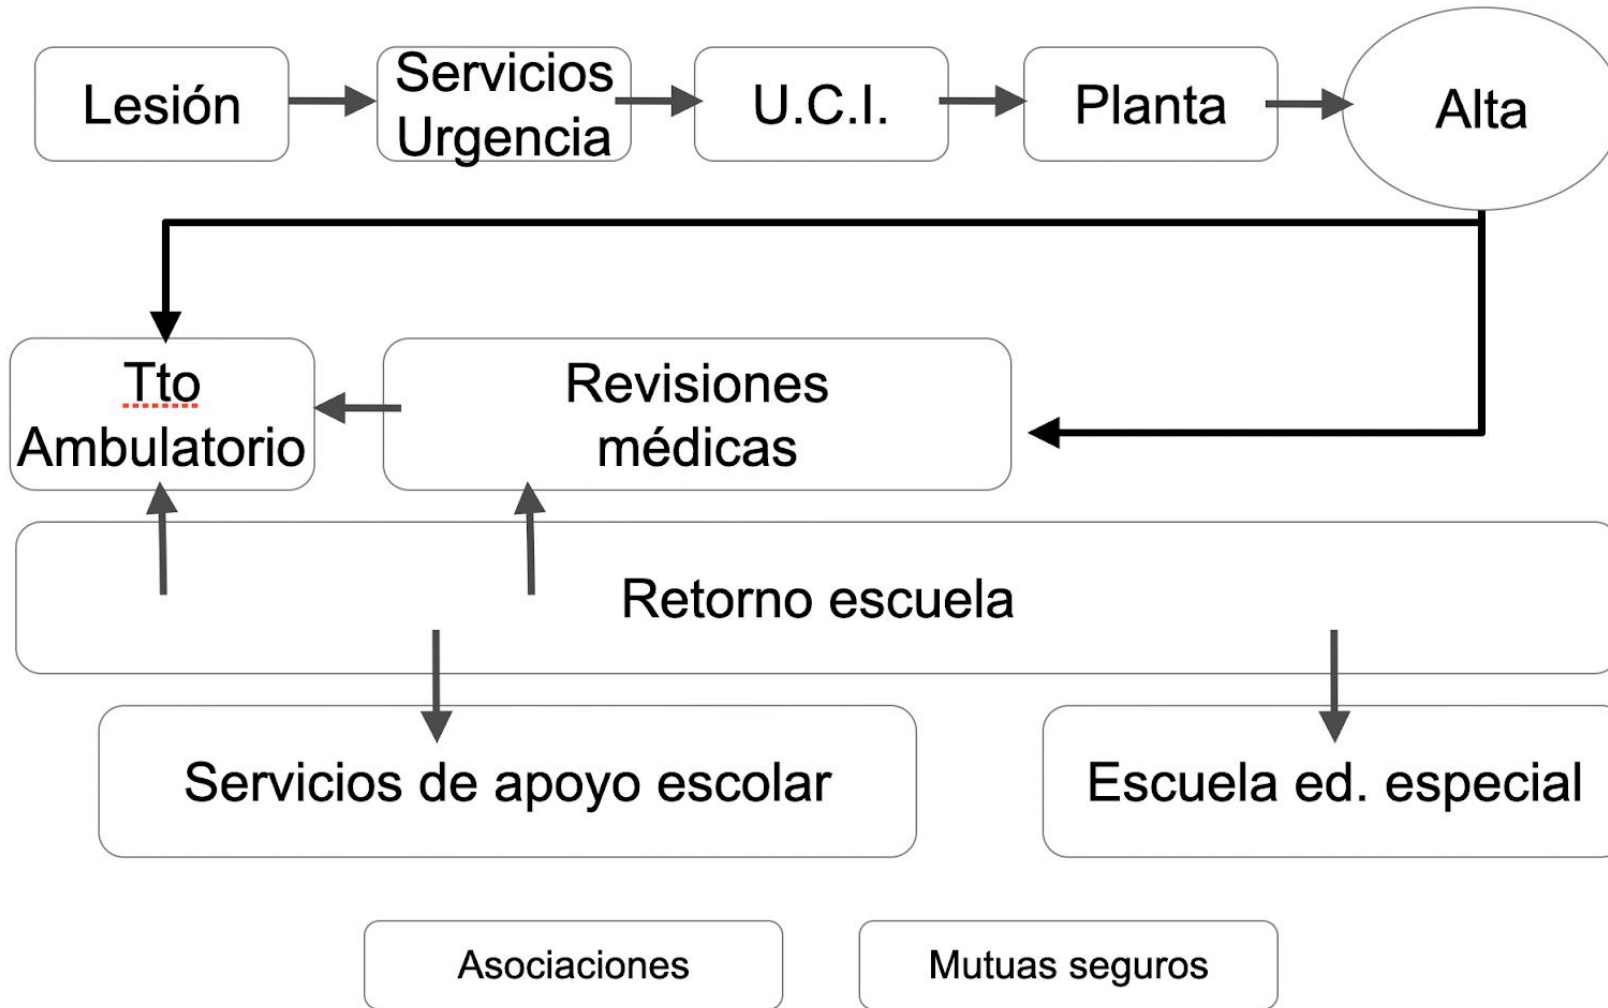 Lesión
Servicios
Urgencia
U.C.I.
Planta
Alta
Tto
Ambulatorio
Revisiones
médicas
Retorno escuela
Servicios de apoyo escolar
Escuela ed. especial
Asociaciones
Mutuas seguros